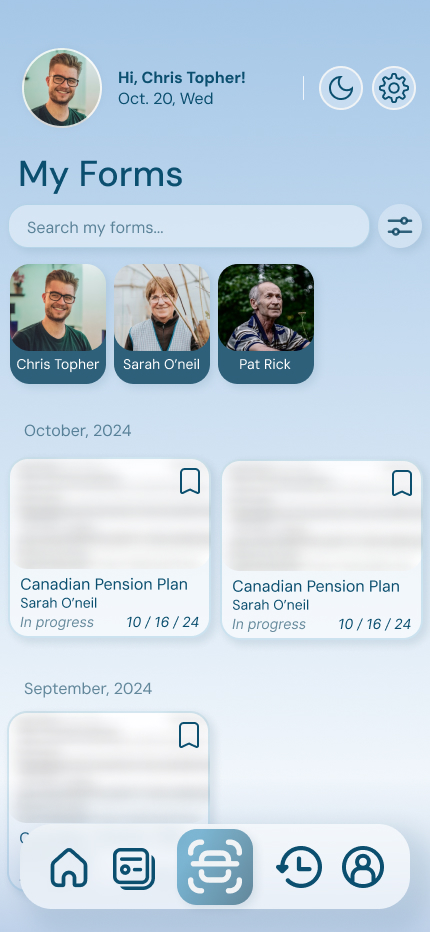 Hi, Chris Topher!
Oct. 20, Wed
My Forms
Search my forms...
Chris Topher
Sarah O’neil
Pat Rick
October, 2024
Canadian Pension Plan
Sarah O’neil
In progress 10 / 16 / 24
Canadian Pension Plan
Sarah O’neil
In progress 10 / 16 / 24
September, 2024